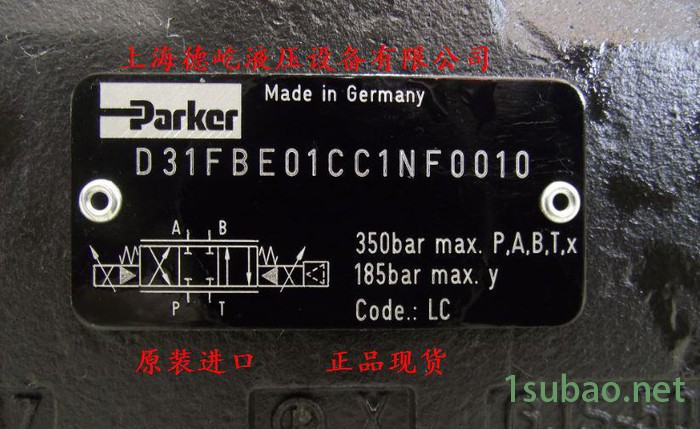 上海德屹液压设备有限公司
Parker
Made in Germany
D31FBE01CC1NF0010
A B
P T
350bar max. P,A,B,T,x
185bar max. y
Code.: LC
原装进口 正品现货
1subao.net
7
X